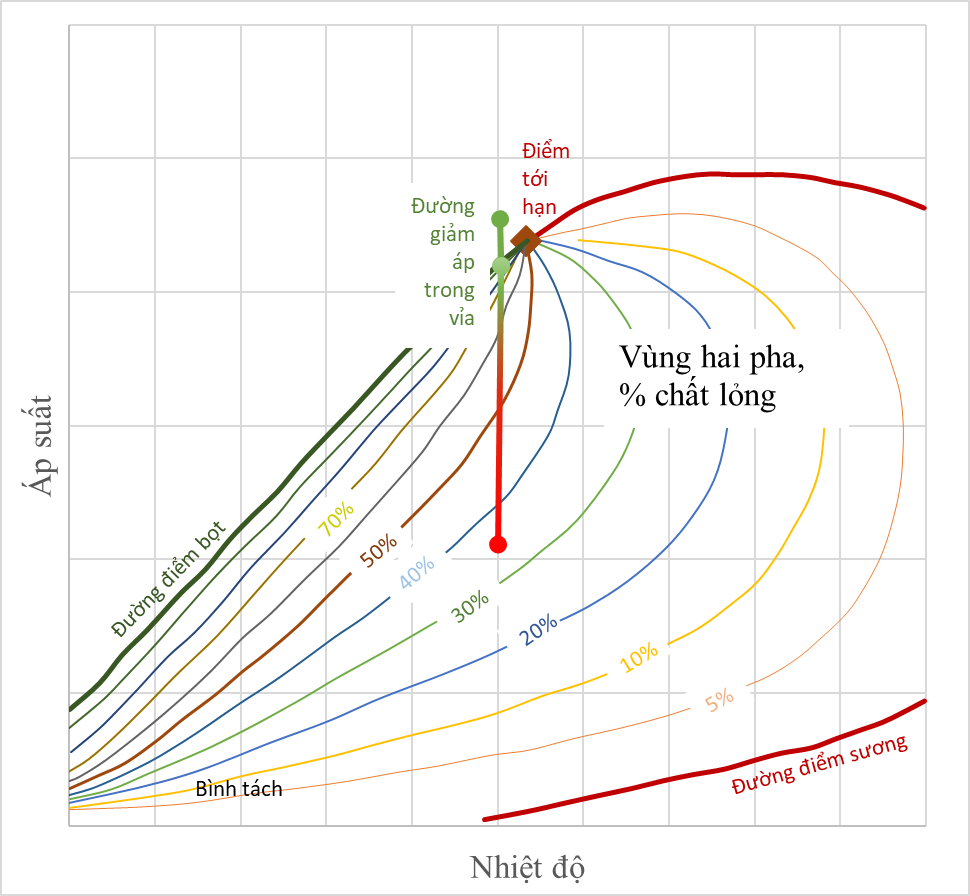 Điểm
tới
hạn
Đường
giảm
áp
trong
vỉa
Vùng hai pha,
% chất lỏng
Áp suất
70%
50%
Đường điểm bọt
40%
30%
20%
10%
5%
Đường điểm sương
Bình tách
Nhiệt độ